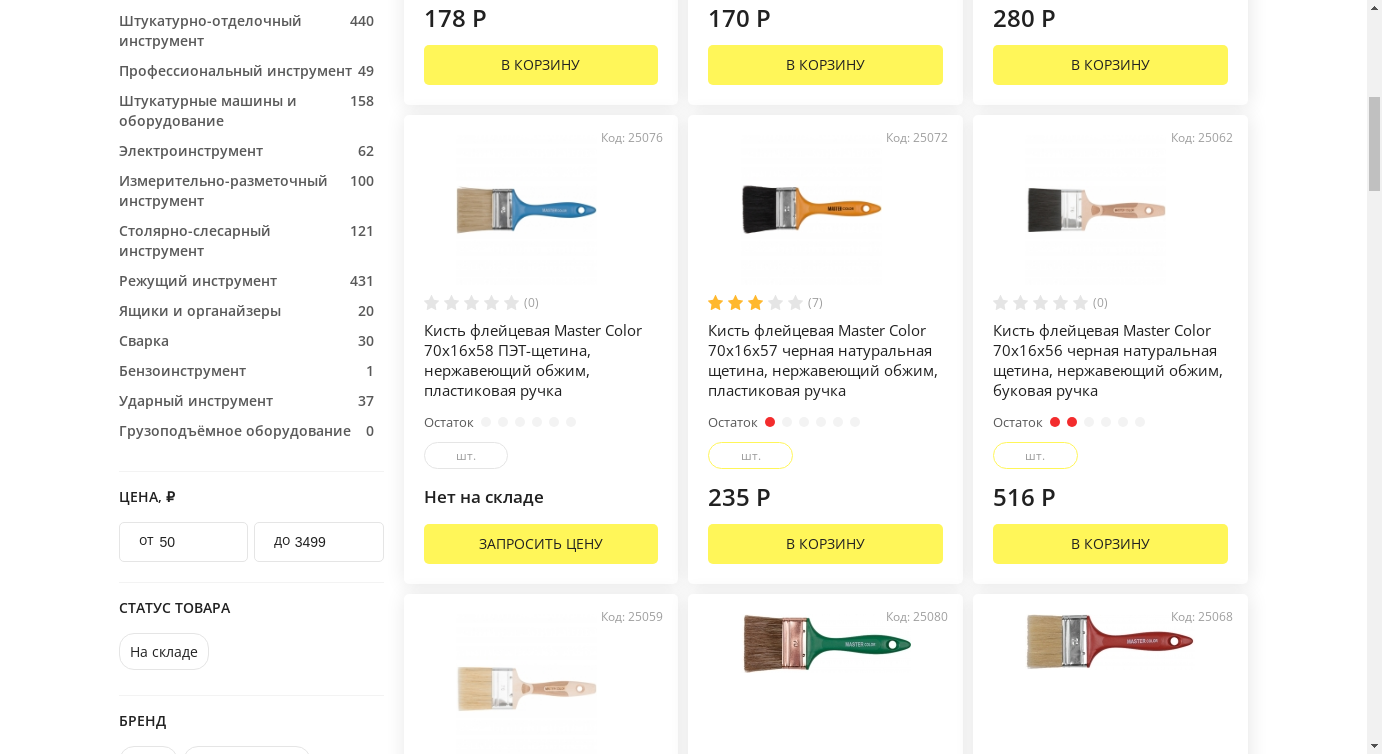 Штукатурно-отделочный 440
инструмент
Профессиональный инструмент 49
Штукатурные машины и 158
оборудование
Электроинструмент 62
Измерительно-разметочный 100
инструмент
Столярно-слесарный 121
инструмент
Режущий инструмент 431
Ящики и органайзеры 20
Сварка 30
Бензоинструмент 1
Ударный инструмент 37
Грузоподъёмное оборудование 0
ЦЕНА, ₽
от 50 до 3499
СТАТУС ТОВАРА
На складе
БРЕНД
178 Р
В КОРЗИНУ
170 Р
В КОРЗИНУ
280 Р
В КОРЗИНУ
Код: 25076
MASTER COLOR
(0)
Кисть флейцевая Master Color
70х16х58 ПЭТ-щетина,
нержавеющий обжим,
пластиковая ручка
Остаток
шт.
Нет на складе
ЗАПРОСИТЬ ЦЕНУ
Код: 25072
MASTER COLOR
(7)
Кисть флейцевая Master Color
70х16х57 черная натуральная
щетина, нержавеющий обжим,
пластиковая ручка
Остаток
шт.
235 Р
В КОРЗИНУ
Код: 25062
(0)
Кисть флейцевая Master Color
70х16х56 черная натуральная
щетина, нержавеющий обжим,
буковая ручка
Остаток
шт.
516 Р
В КОРЗИНУ
Код: 25059
Код: 25080
MASTER COLOR
Код: 25068
MASTER COLOR